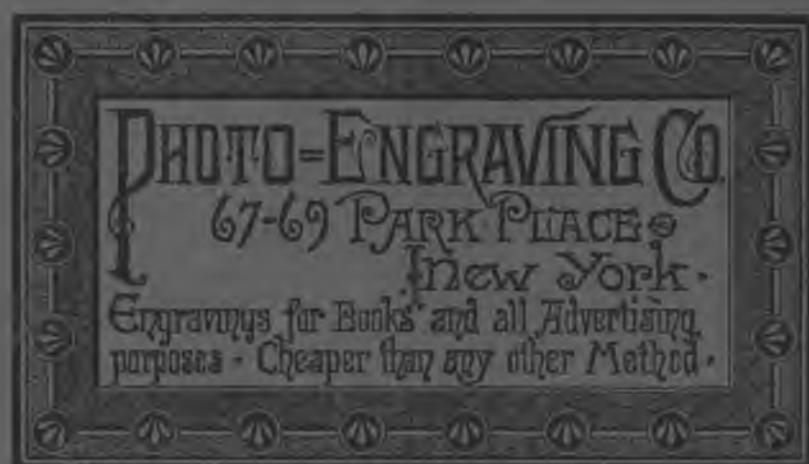 PHOTO=ENGRAVING CO.
67-69 PARK PLACE
New York.
Engravings for Books and all Advertising
purposes - Cheaper than any other Method.